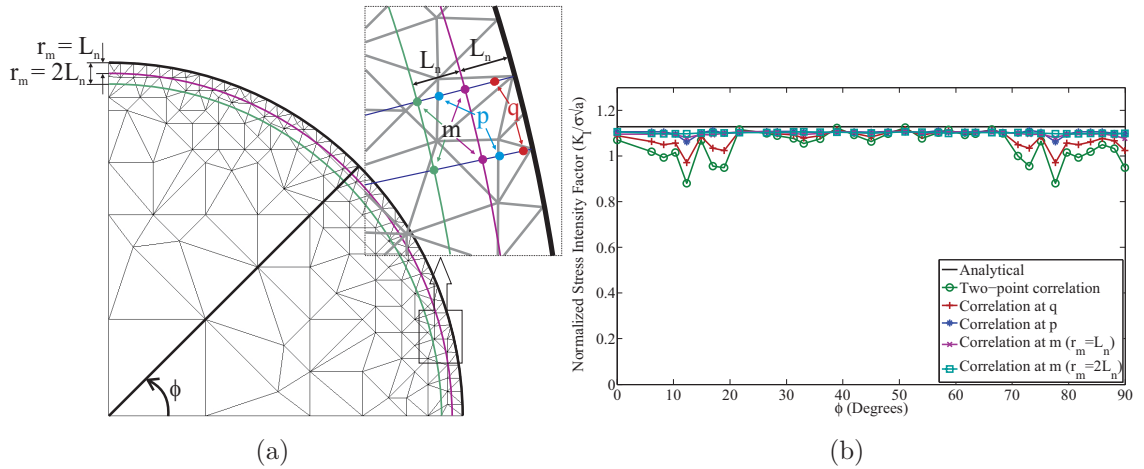 r_m = L_n
r_m = 2L_n
L_n
L_n
m
p
q
ϕ
(a)
Normalized Stress Intensity Factor (K_I/σ√a)
1.2
1
0.8
0.6
0.4
0.2
0
Analytical
Two−point correlation
Correlation at q
Correlation at p
Correlation at m (r_m=L_n)
Correlation at m (r_m=2L_n)
0 10 20 30 40 50 60 70 80 90
ϕ (Degrees)
(b)